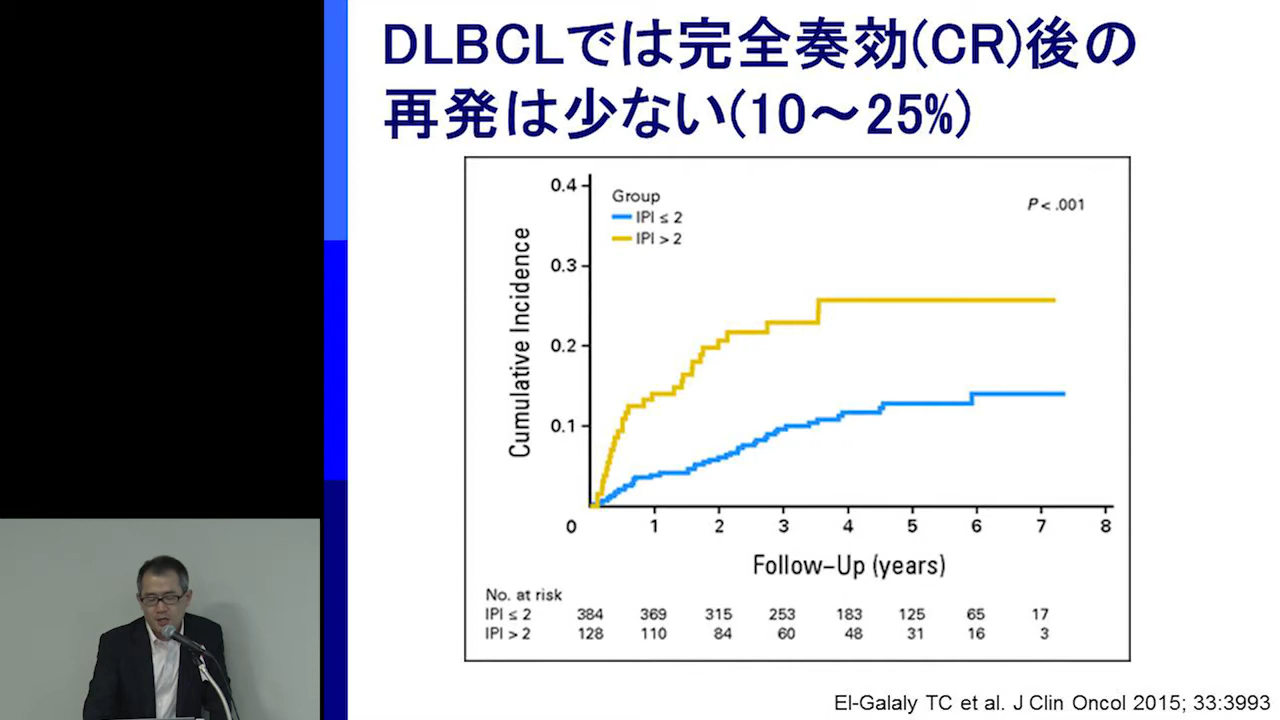 DLBCLでは完全奏効(CR)後の
再発は少ない(10～25%)
Group
IPI ≤ 2
IPI > 2
P < .001
Cumulative Incidence
0.4
0.3
0.2
0.1
0 1 2 3 4 5 6 7 8
Follow-Up (years)
No. at risk
IPI ≤ 2 384 369 315 253 183 125 65 17
IPI > 2 128 110 84 60 48 31 16 3
El-Galaly TC et al. J Clin Oncol 2015; 33:3993